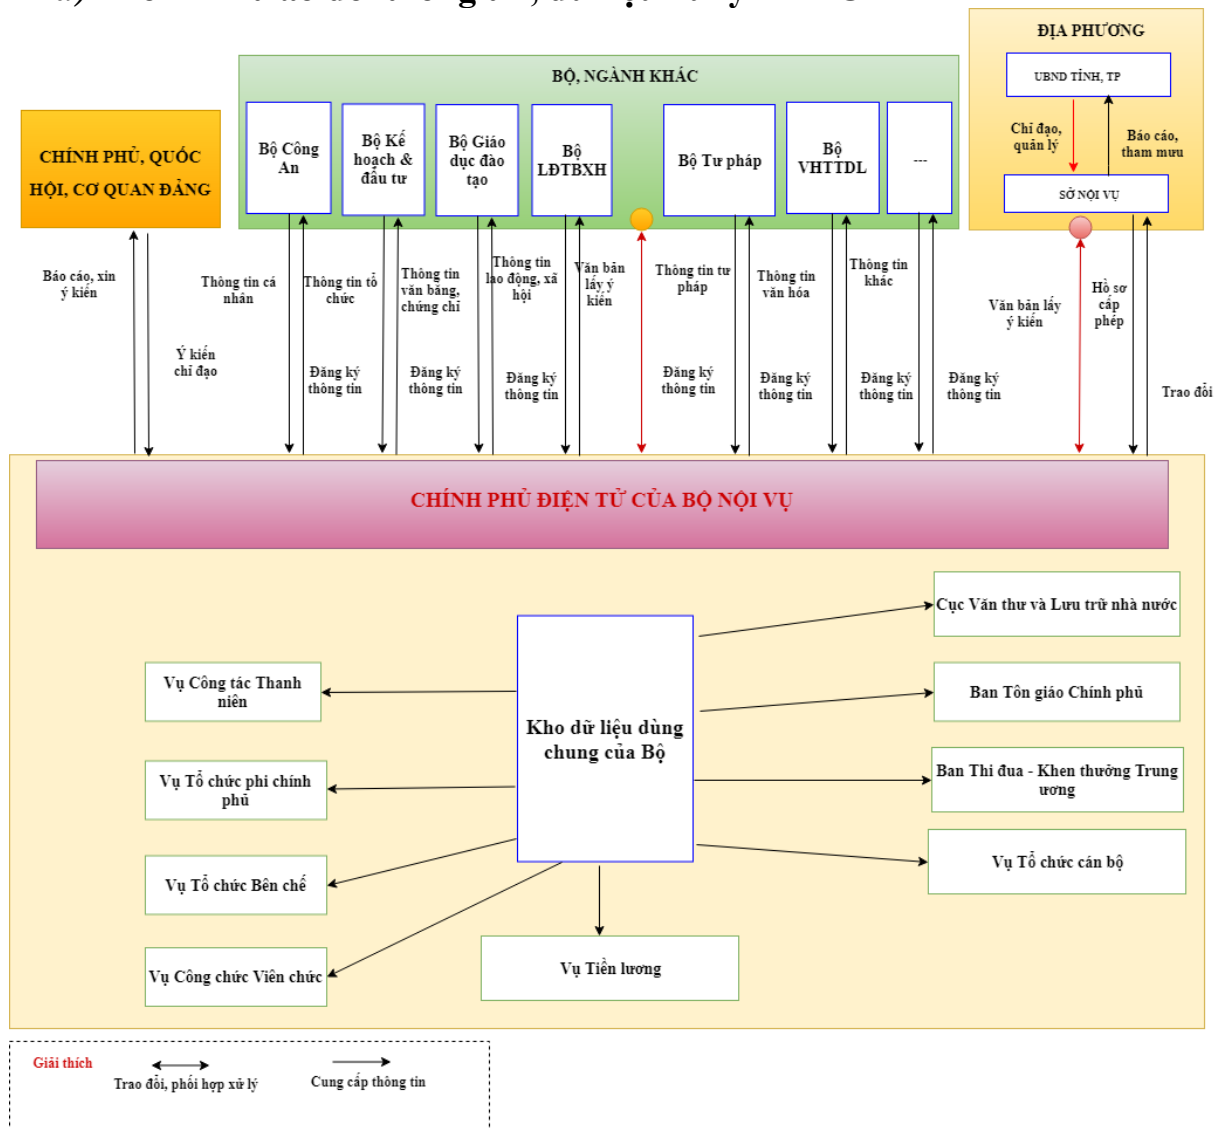 ĐỊA PHƯƠNG
UBND TỈNH, TP
Chỉ đạo,
quản lý
Báo cáo,
tham mưu
SỞ NỘI VỤ
BỘ, NGÀNH KHÁC
Bộ Công
An
Bộ Kế
hoạch &
đầu tư
Bộ Giáo
dục đào
tạo
Bộ
LĐTBXH
Bộ Tư pháp
Bộ
VHTTDL
---
CHÍNH PHỦ, QUỐC
HỘI, CƠ QUAN ĐẢNG
Báo cáo, xin
ý kiến
Ý kiến
chỉ đạo
Thông tin cá
nhân
Thông tin tổ
chức
Thông tin
văn bằng,
chứng chỉ
Thông tin
lao động, xã
hội
Văn bản
lấy ý
kiến
Thông tin tư
pháp
Thông tin
văn hóa
Thông tin
khác
Văn bản lấy
ý kiến
Hồ sơ
cấp
phép
Trao đổi
Đăng ký
thông tin
Đăng ký
thông tin
Đăng ký
thông tin
Đăng ký
thông tin
Đăng ký
thông tin
Đăng ký
thông tin
Đăng ký
thông tin
CHÍNH PHỦ ĐIỆN TỬ CỦA BỘ NỘI VỤ
Kho dữ liệu dùng
chung của Bộ
Vụ Công tác Thanh
niên
Vụ Tổ chức phi chính
phủ
Vụ Tổ chức Bên chế
Vụ Công chức Viên chức
Vụ Tiền lương
Cục Văn thư và Lưu trữ nhà nước
Ban Tôn giáo Chính phủ
Ban Thi đua - Khen thưởng Trung
ương
Vụ Tổ chức cán bộ
Giải thích
Trao đổi, phối hợp xử lý
Cung cấp thông tin